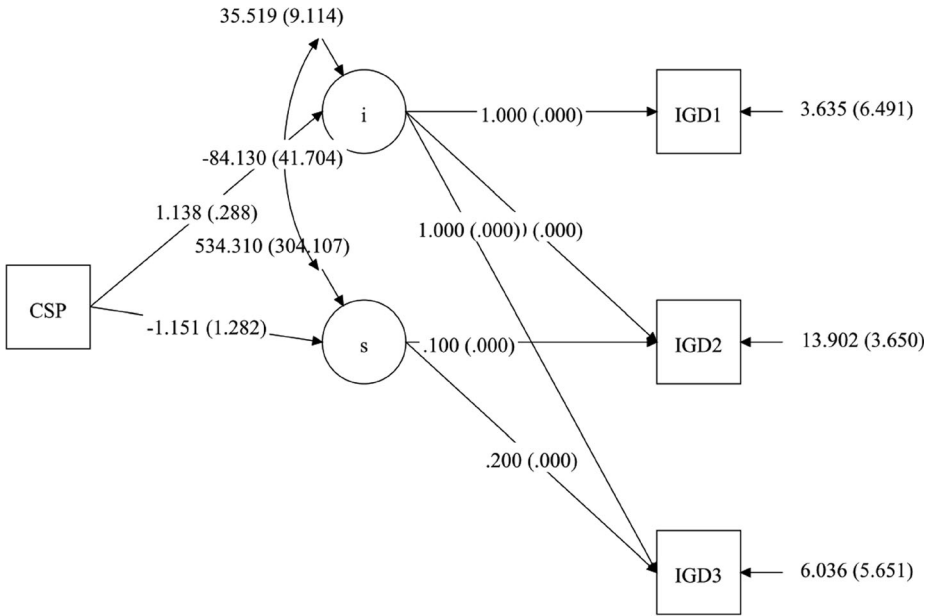 35.519 (9.114)
i
1.000 (.000)
IGD1
3.635 (6.491)
-84.130 (41.704)
1.138 (.288)
1.000 (.000)
) (.000)
534.310 (304.107)
CSP
-1.151 (1.282)
s
.100 (.000)
IGD2
13.902 (3.650)
.200 (.000)
IGD3
6.036 (5.651)